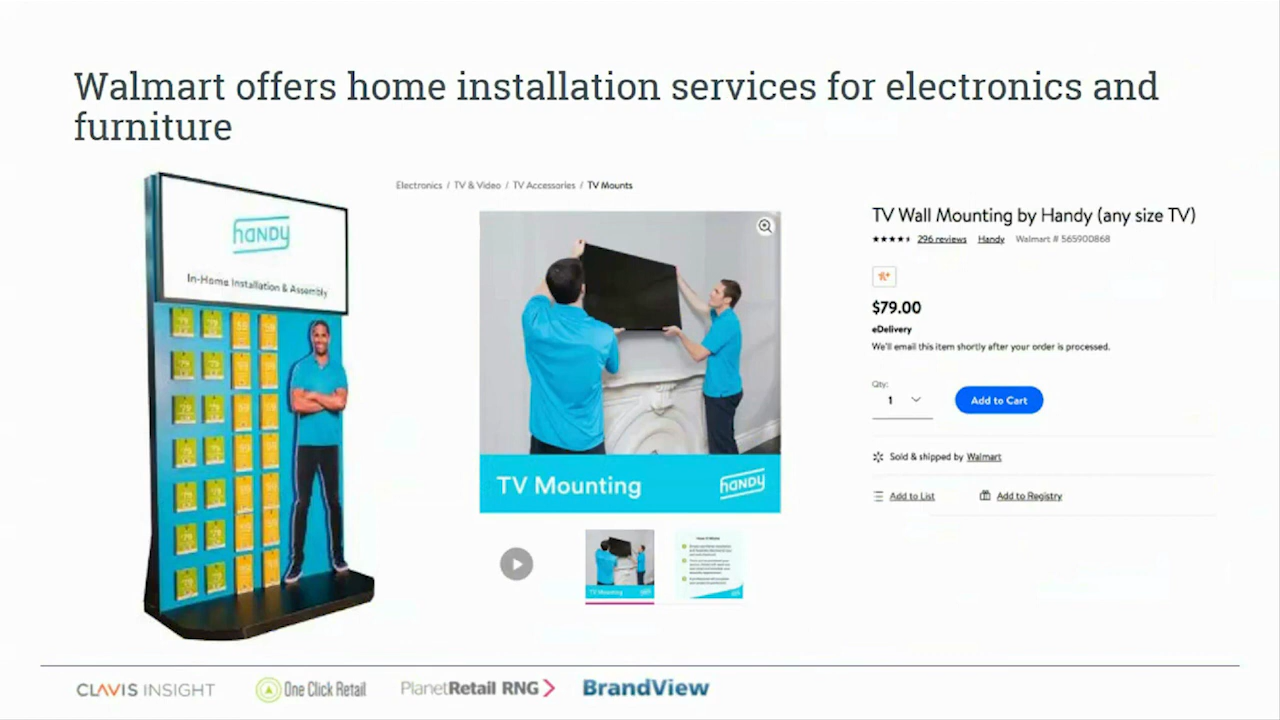 Walmart offers home installation services for electronics and
furniture
handy
In-Home Installation & Assembly
Electronics / TV & Video / TV Accessories / TV Mounts
TV Mounting
handy
TV Wall Mounting by Handy (any size TV)
296 reviews Handy Walmart # 565900868
$79.00
eDelivery
We'll email this item shortly after your order is processed.
Qty:
1
Add to Cart
Sold & shipped by Walmart
Add to List
Add to Registry
TV Mounting
CLAVIS INSIGHT
One Click Retail
PlanetRetail RNG
BrandView